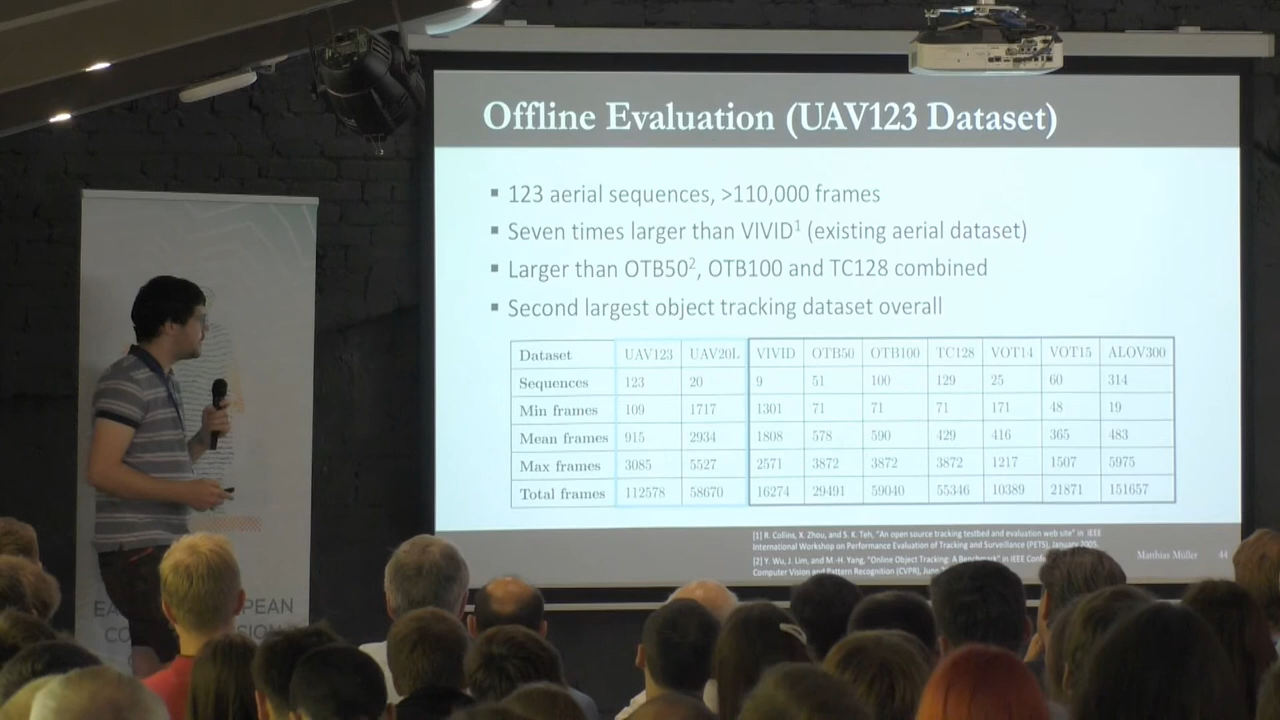 Offline Evaluation (UAV123 Dataset)
▪ 123 aerial sequences, >110,000 frames
▪ Seven times larger than VIVID¹ (existing aerial dataset)
▪ Larger than OTB50², OTB100 and TC128 combined
▪ Second largest object tracking dataset overall
Dataset UAV123 UAV20L VIVID OTB50 OTB100 TC128 VOT14 VOT15 ALOV300
Sequences 123 20 9 51 100 129 25 60 314
Min frames 109 1717 1301 71 71 71 171 48 19
Mean frames 915 2934 1808 578 590 429 416 365 483
Max frames 3085 5527 2571 3872 3872 3872 1217 1507 5975
Total frames 112578 58670 16274 29491 59040 55346 10389 21871 151657
[1] R. Collins, X. Zhou, and S. K. Teh, "An open source tracking testbed and evaluation web site" in IEEE
International Workshop on Performance Evaluation of Tracking and Surveillance (PETS), January 2005.
[2] Y. Wu, J. Lim, and M.-H. Yang, "Online Object Tracking: A Benchmark" in IEEE
Computer Vision and Pattern Recognition (CVPR), June
Matthias Müller 44